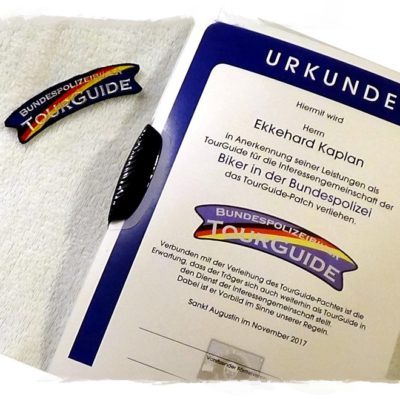 BUNDESPOLIZEIBIKER
TOURGUIDE
URKUNDE
Hiermit wird
Herrn
Ekkehard Kaplan
in Anerkennung seiner Leistungen als
TourGuide für die Interessengemeinschaft der
Biker in der Bundespolizei
das TourGuide-Patch verliehen.
BUNDESPOLIZEIBIKER
TOURGUIDE
Verbunden mit der Verleihung des TourGuide-Pachtes ist die
Erwartung, dass der Träger sich auch weiterhin als TourGuide in
den Dienst der Interessengemeinschaft stellt.
Dabei ist er Vorbild im Sinne unserer Regeln.
Sankt Augustin im November 2017